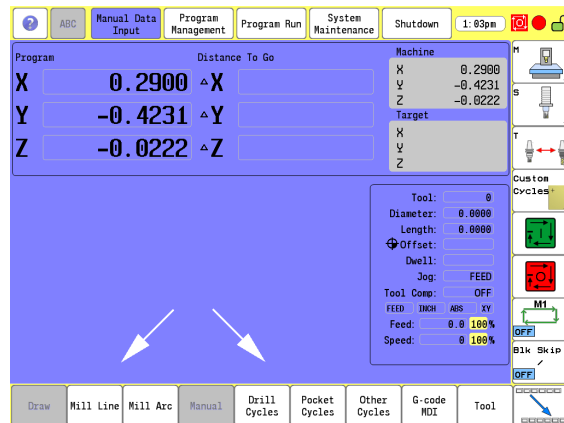 ? ABC Manual Data Input Program Management Program Run System Maintenance Shutdown 1:03pm
Program Distance To Go Machine
X 0.2900 △X X 0.2900
Y -0.4231 △Y Y -0.4231
Z -0.0222 △Z Z -0.0222
Target
X
Y
Z
M
S
T
Custom
Cycles+
Tool: 0
Diameter: 0.0000
Length: 0.0000
Offset:
Dwell:
Jog: FEED
Tool Comp: OFF
FEED INCH ABS XY
Feed: 0.0 100%
Speed: 0 100%
M1
OFF
Blk Skip
/
OFF
Draw Mill Line Mill Arc Manual Drill Cycles Pocket Cycles Other Cycles G-code MDI Tool